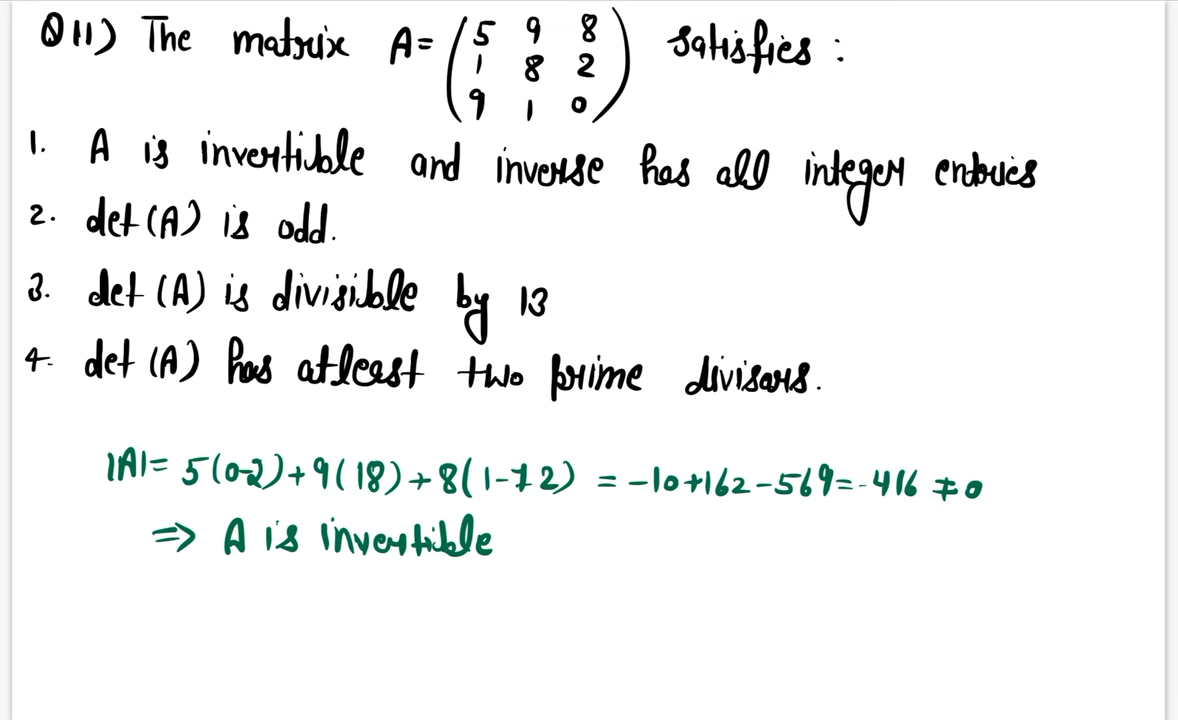 Q11) The matrix A= (5 9 8 satisfies :
1 8 2
9 1 0)
1. A is invertible and inverse has all integer entries
2. det (A) is odd.
3. det (A) is divisible by 13
4. det (A) has atleast two prime divisors.
|A|= 5(0-2)+9(18)+8(1-72) = -10+162-569=-416 ≠0
=> A is invertible